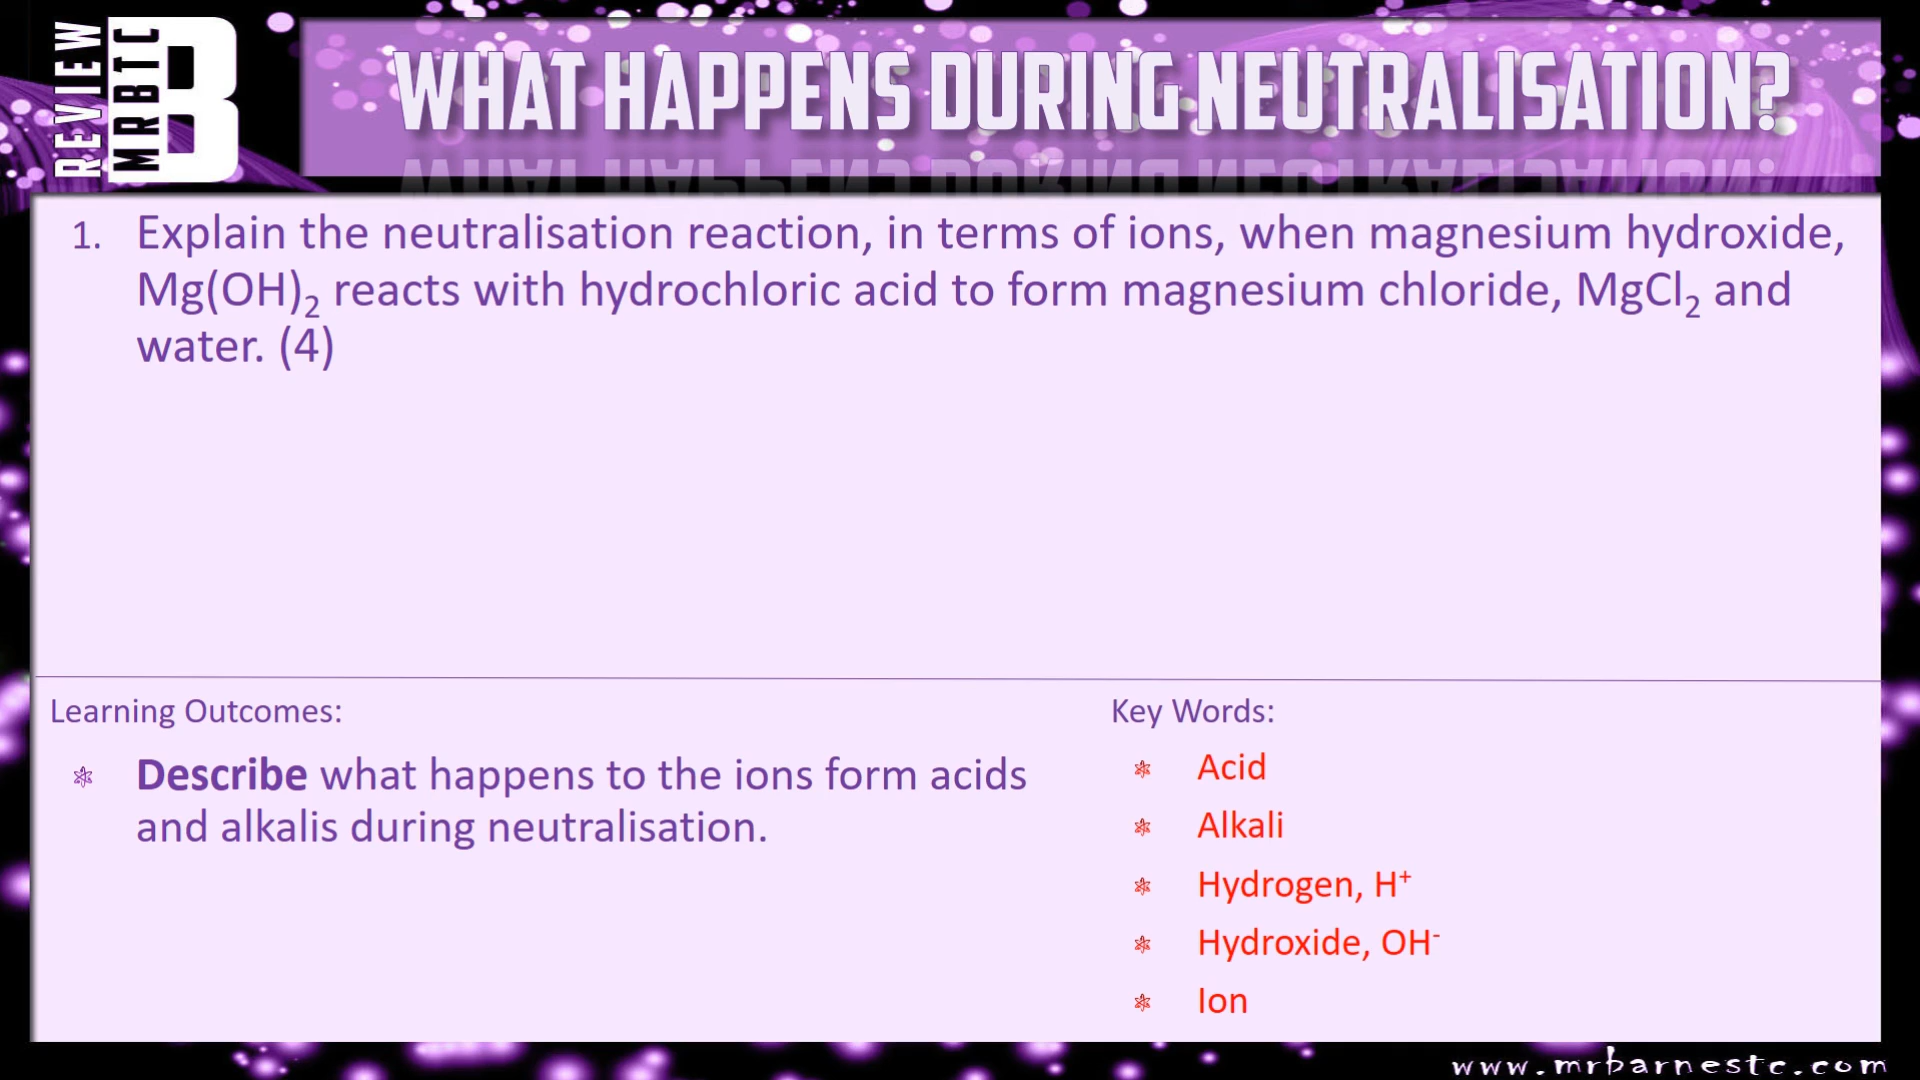 REVIEW
MRBTC
B
WHAT HAPPENS DURING NEUTRALISATION?
1. Explain the neutralisation reaction, in terms of ions, when magnesium hydroxide,
Mg(OH)₂ reacts with hydrochloric acid to form magnesium chloride, MgCl₂ and
water. (4)
Learning Outcomes:
Describe what happens to the ions form acids
and alkalis during neutralisation.
Key Words:
Acid
Alkali
Hydrogen, H⁺
Hydroxide, OH⁻
Ion
www.mrbarnestc.com